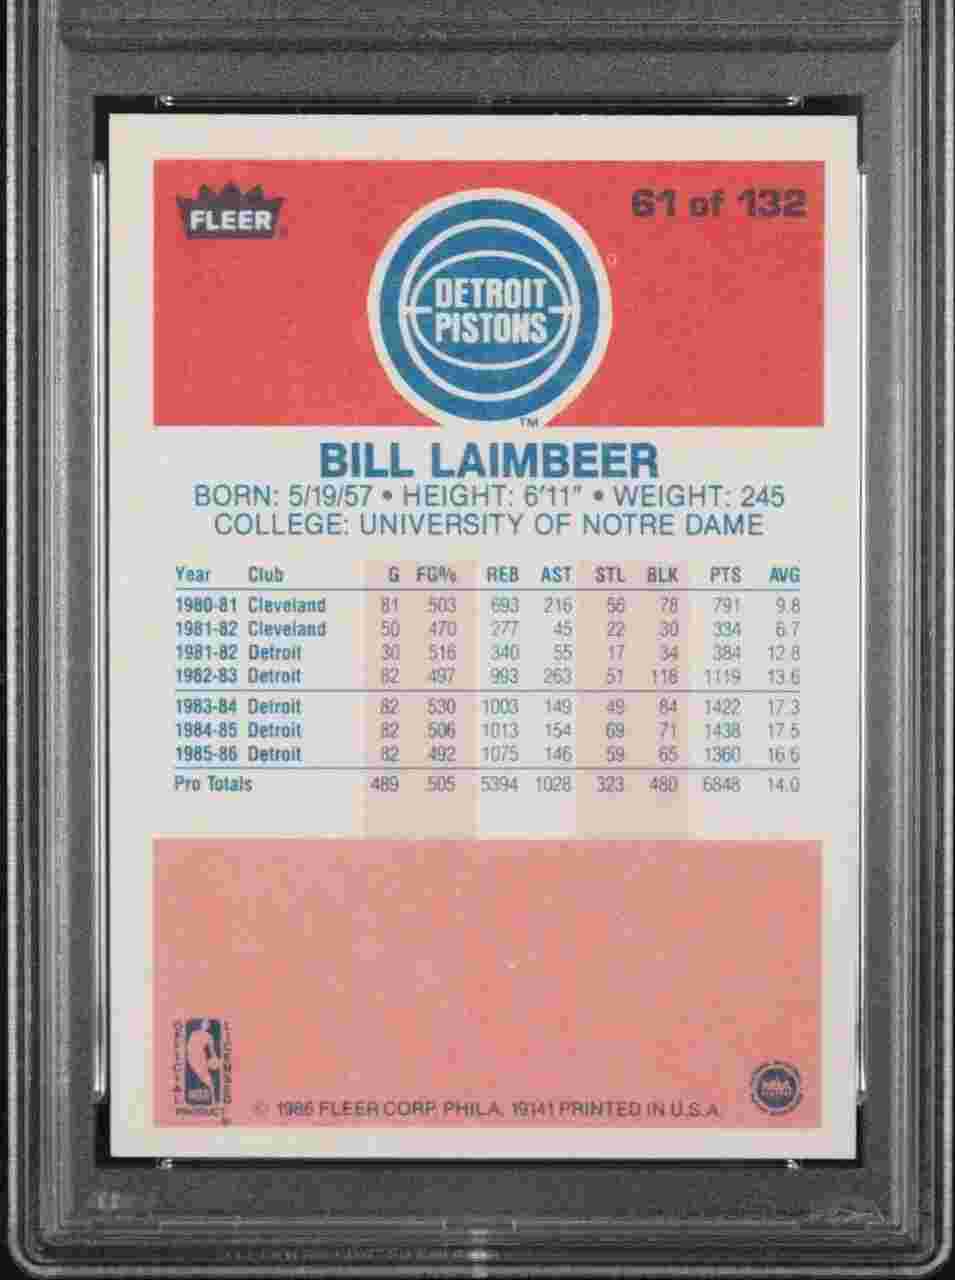 FLEER
61 of 132
DETROIT
PISTONS
TM
BILL LAIMBEER
BORN: 5/19/57 • HEIGHT: 6'11" • WEIGHT: 245
COLLEGE: UNIVERSITY OF NOTRE DAME
Year Club G FG% REB AST STL BLK PTS AVG
1980-81 Cleveland 81 .503 693 216 56 78 791 9.8
1981-82 Cleveland 50 .470 277 45 22 30 334 6.7
1981-82 Detroit 30 .516 340 55 17 34 384 12.8
1982-83 Detroit 82 .497 993 263 51 118 1119 13.6
1983-84 Detroit 82 .530 1003 149 49 84 1422 17.3
1984-85 Detroit 82 .506 1013 154 69 71 1438 17.5
1985-86 Detroit 82 .492 1075 146 59 65 1360 16.6
Pro Totals 489 .505 5394 1028 323 480 6848 14.0
OFFICIAL LICENSED
NBA
PRODUCT
© 1986 FLEER CORP. PHILA. 19141 PRINTED IN U.S.A.